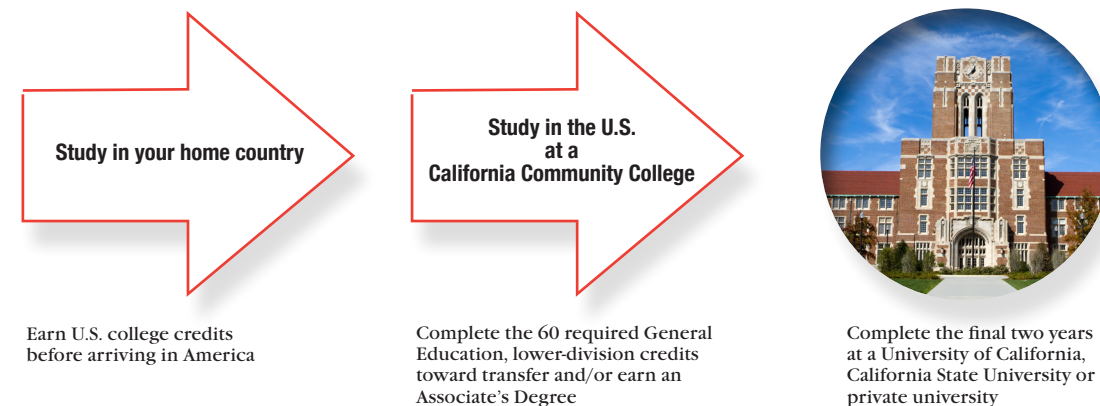 Study in your home country
Study in the U.S.
at a
California Community College
Earn U.S. college credits
before arriving in America
Complete the 60 required General
Education, lower-division credits
toward transfer and/or earn an
Associate's Degree
Complete the final two years
at a University of California,
California State University or
private university